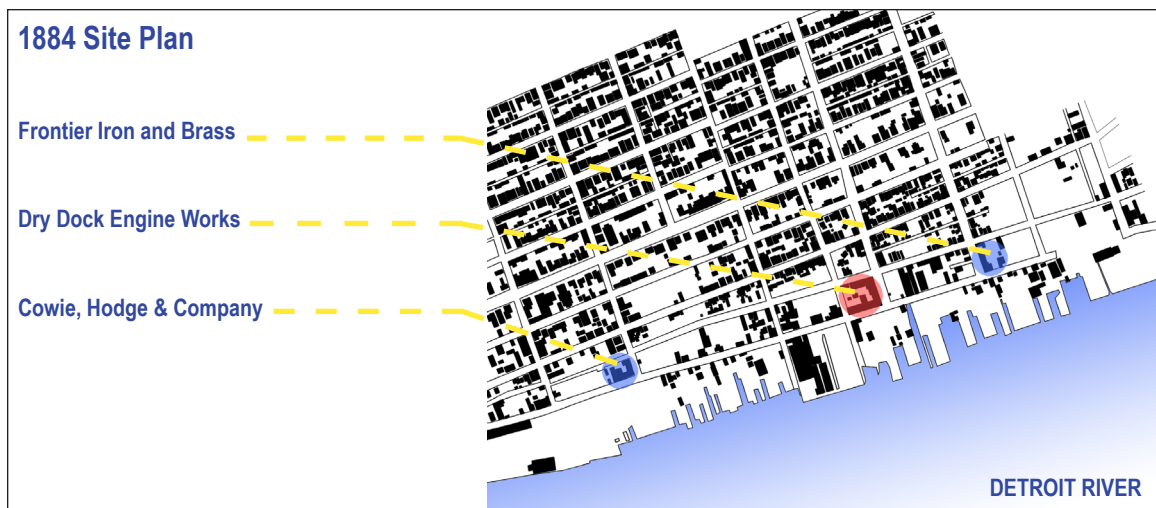 1884 Site Plan
Frontier Iron and Brass
Dry Dock Engine Works
Cowie, Hodge & Company
DETROIT RIVER